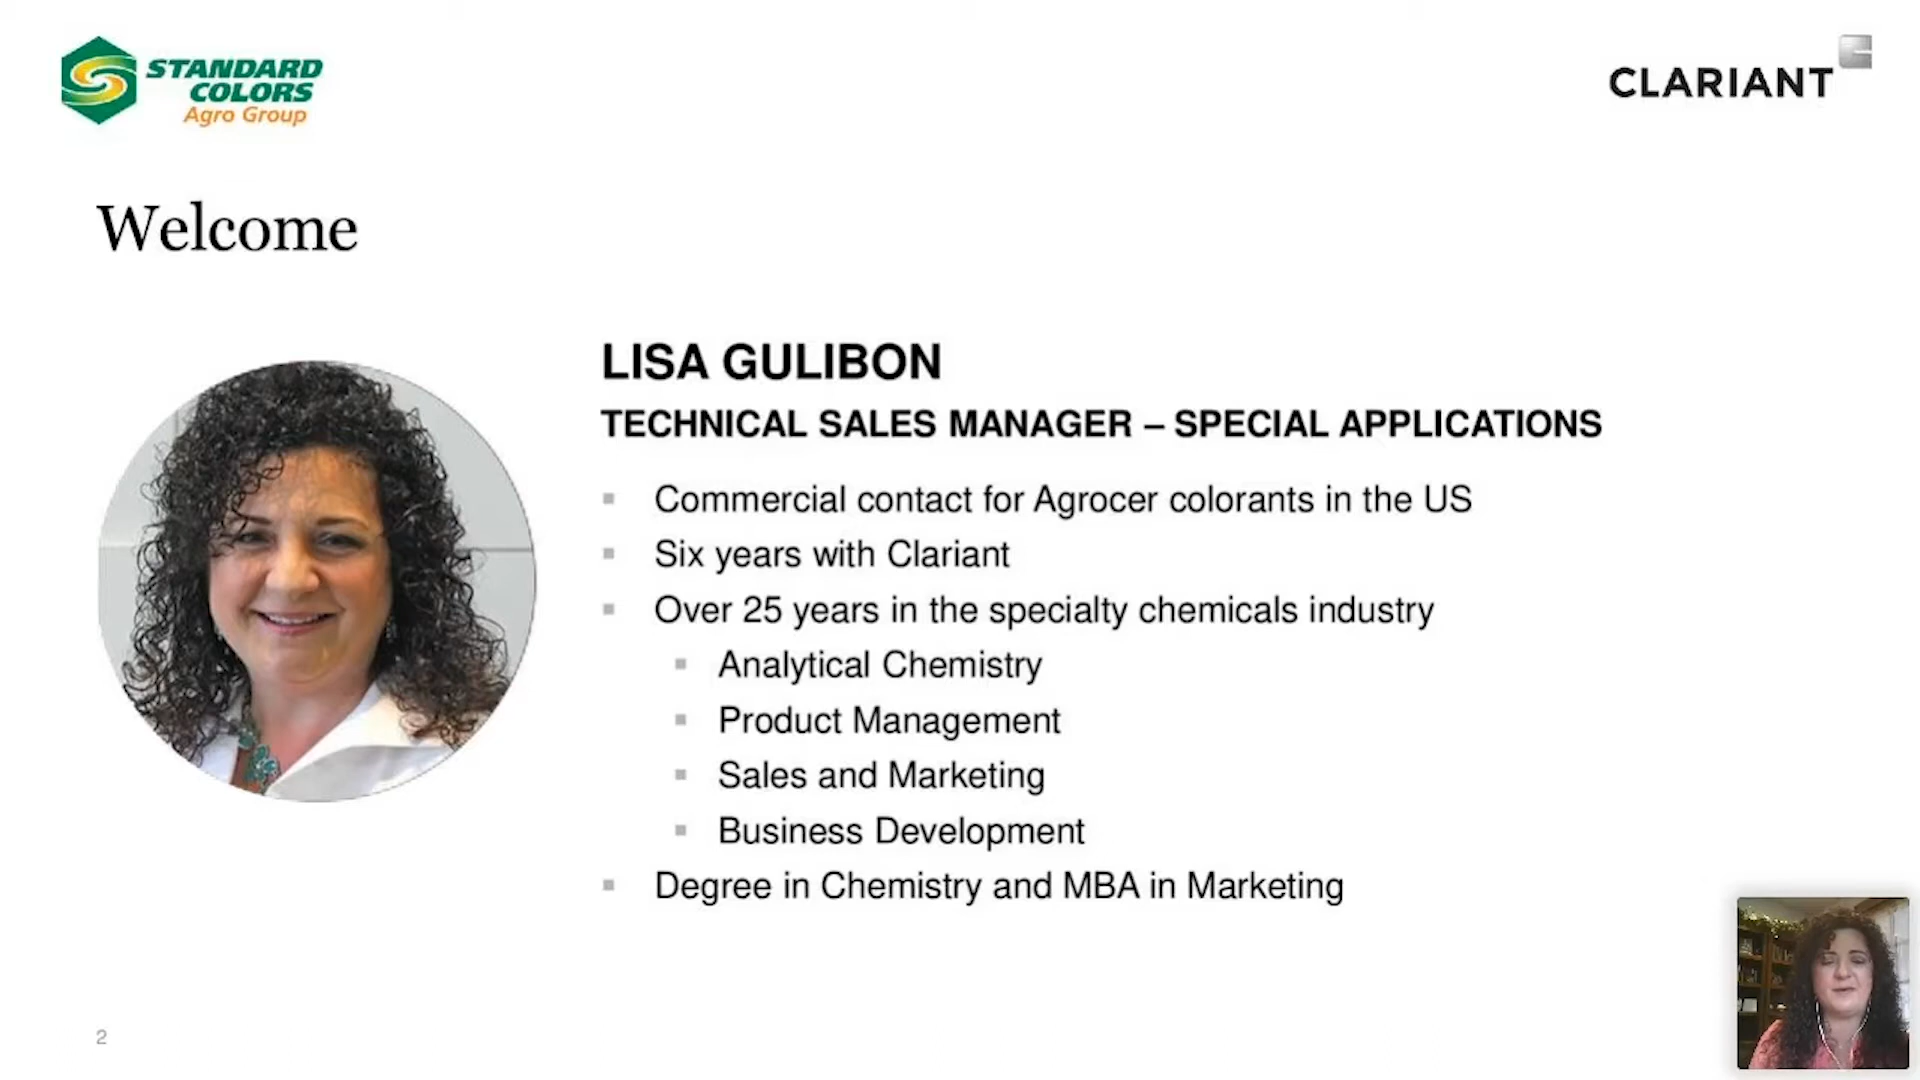 STANDARD
COLORS
Agro Group
CLARIANT
Welcome
LISA GULIBON
TECHNICAL SALES MANAGER – SPECIAL APPLICATIONS
▪ Commercial contact for Agrocer colorants in the US
▪ Six years with Clariant
▪ Over 25 years in the specialty chemicals industry
▪ Analytical Chemistry
▪ Product Management
▪ Sales and Marketing
▪ Business Development
▪ Degree in Chemistry and MBA in Marketing
2